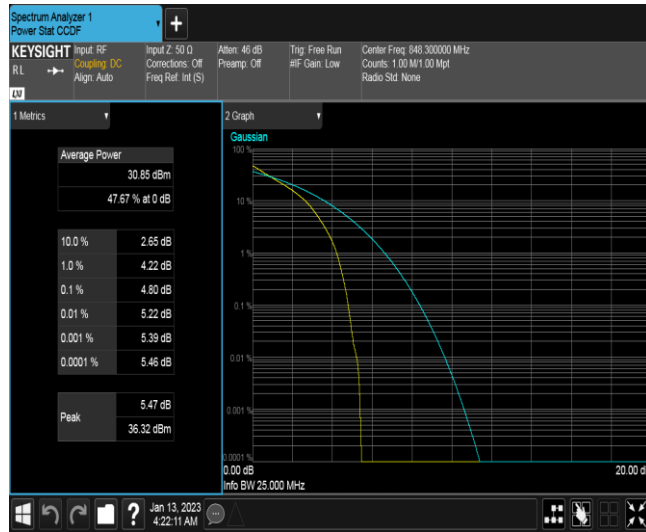 Spectrum Analyzer 1
Power Stat CCDF
+
KEYSIGHT
RL
LXI
Input: RF
Coupling: DC
Align: Auto
Input Z: 50 Ω
Corrections: Off
Freq Ref: Int (S)
Atten: 46 dB
Preamp: Off
Trig: Free Run
#IF Gain: Low
Center Freq: 848.300000 MHz
Counts: 1.00 M/1.00 Mpt
Radio Std: None
1 Metrics
Average Power
30.85 dBm
47.67 % at 0 dB
10.0 % 2.65 dB
1.0 % 4.22 dB
0.1 % 4.80 dB
0.01 % 5.22 dB
0.001 % 5.39 dB
0.0001 % 5.46 dB
Peak
5.47 dB
36.32 dBm
2 Graph
Gaussian
100 %
10 %
1 %
0.1 %
0.01 %
0.001 %
0.0001 %
0.00 dB
20.00 d
Info BW 25.000 MHz
?
Jan 13, 2023
4:22:11 AM